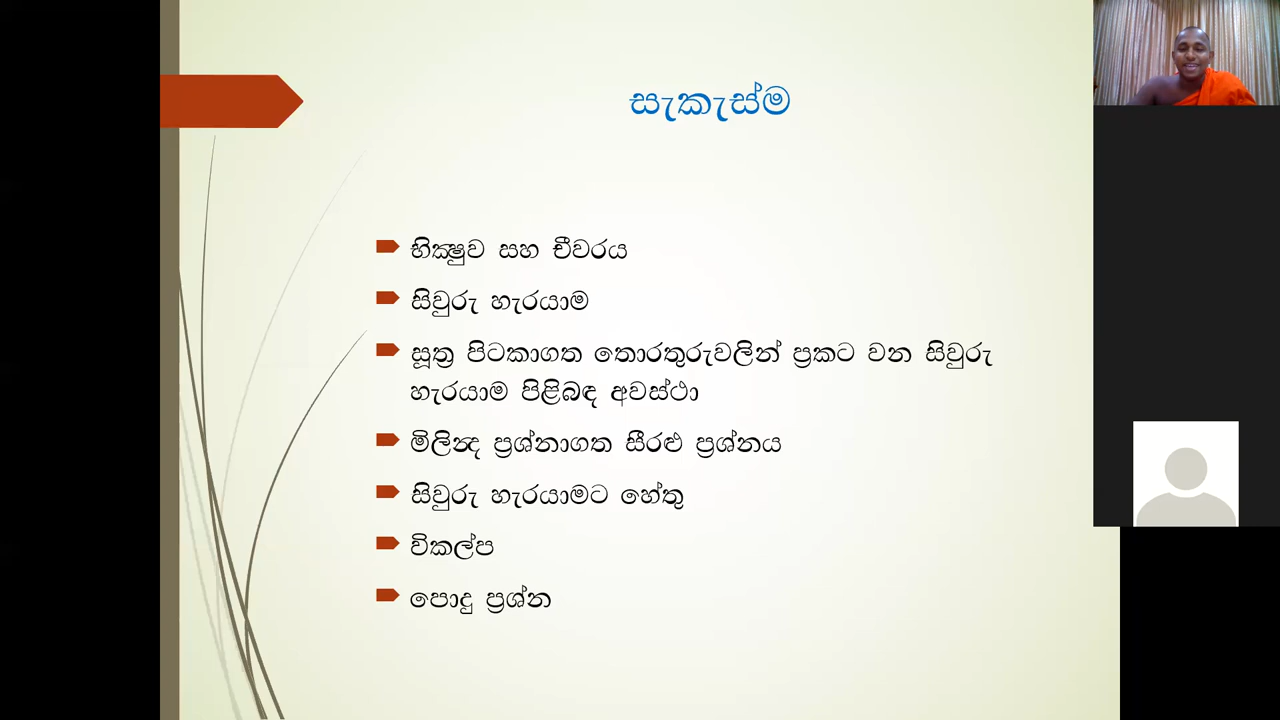 සැකැස්ම
භික්‍ෂුව සහ චීවරය
සිවුරු හැරයාම
සූත්‍ර පිටකාගත තොරතුරුවලින් ප්‍රකට වන සිවුරු
හැරයාම පිළිබඳ අවස්ථා
මිලින්‍ද ප්‍රශ්නාගත සීරළු ප්‍රශ්නය
සිවුරු හැරයාමට හේතු
විකල්ප
පොදු ප්‍රශ්න